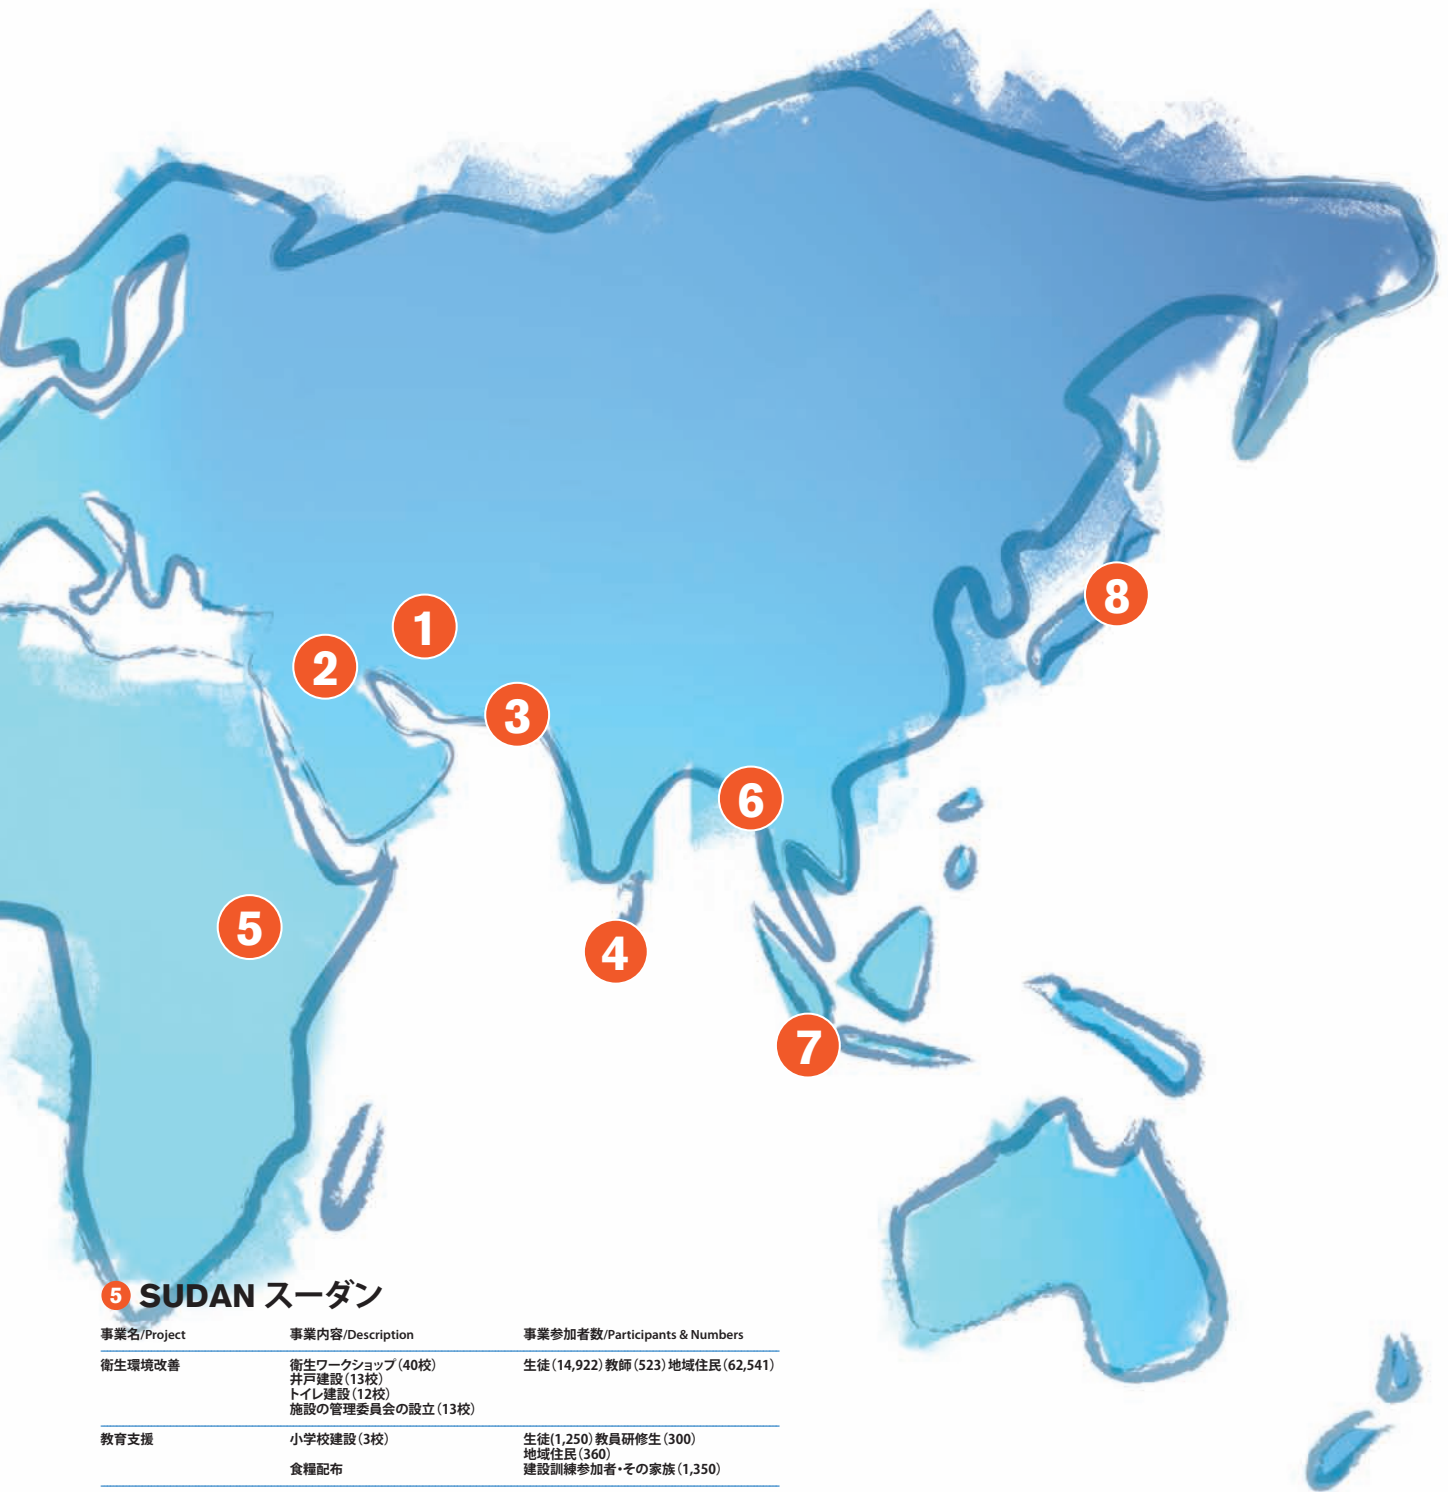 8
1
2
3
6
5
4
7
5 SUDAN スーダン
事業名/Project 事業内容/Description 事業参加者数/Participants & Numbers
衛生環境改善 衛生ワークショップ（40校） 生徒（14,922）教師（523）地域住民（62,541）
井戸建設（13校）
トイレ建設（12校）
施設の管理委員会の設立（13校）
教育支援 小学校建設（3校） 生徒(1,250）教員研修生（300）
地域住民（360）
食糧配布 建設訓練参加者・その家族（1,350）